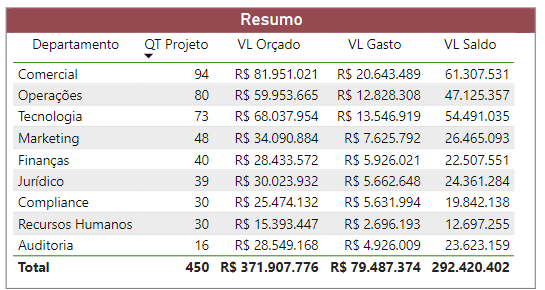 Resumo
Departamento QT Projeto VL Orçado VL Gasto VL Saldo
Comercial 94 R$ 81.951.021 R$ 20.643.489 61.307.531
Operações 80 R$ 59.953.665 R$ 12.828.308 47.125.357
Tecnologia 73 R$ 68.037.954 R$ 13.546.919 54.491.035
Marketing 48 R$ 34.090.884 R$ 7.625.792 26.465.093
Finanças 40 R$ 28.433.572 R$ 5.926.021 22.507.551
Jurídico 39 R$ 30.023.932 R$ 5.662.648 24.361.284
Compliance 30 R$ 25.474.132 R$ 5.631.994 19.842.138
Recursos Humanos 30 R$ 15.393.447 R$ 2.696.193 12.697.255
Auditoria 16 R$ 28.549.168 R$ 4.926.009 23.623.159
Total 450 R$ 371.907.776 R$ 79.487.374 292.420.402